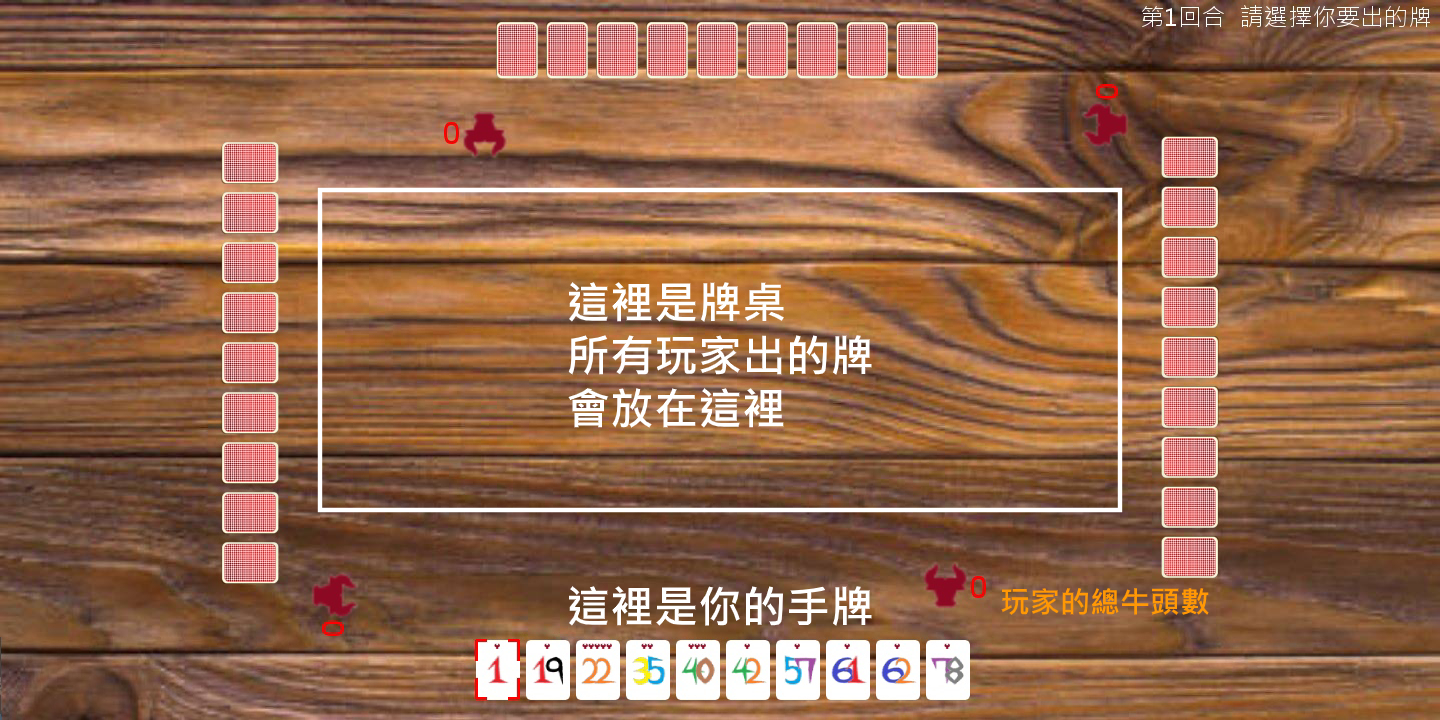 第1回合 請選擇你要出的牌
0
0
這裡是牌桌
所有玩家出的牌
會放在這裡
0
玩家的總牛頭數
這裡是你的手牌
0
1 19 22 35 40 42 57 61 62 78